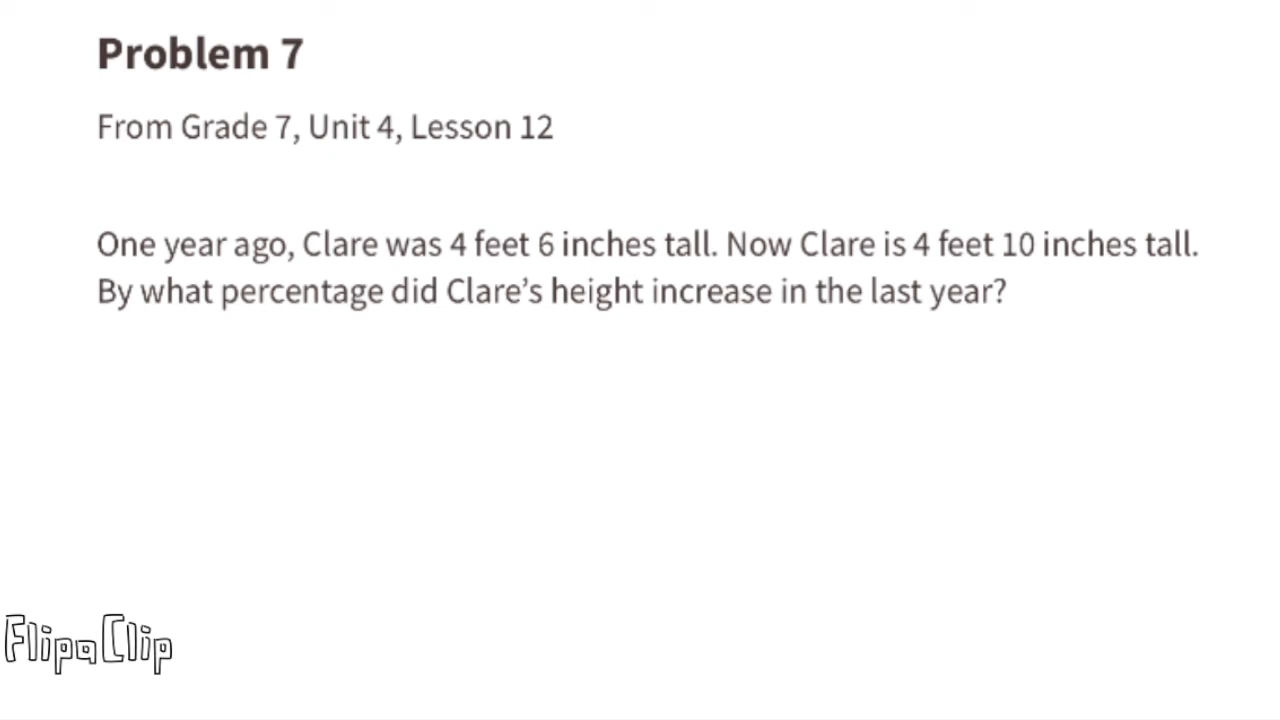 Problem 7
From Grade 7, Unit 4, Lesson 12
One year ago, Clare was 4 feet 6 inches tall. Now Clare is 4 feet 10 inches tall.
By what percentage did Clare’s height increase in the last year?
FlipaClip